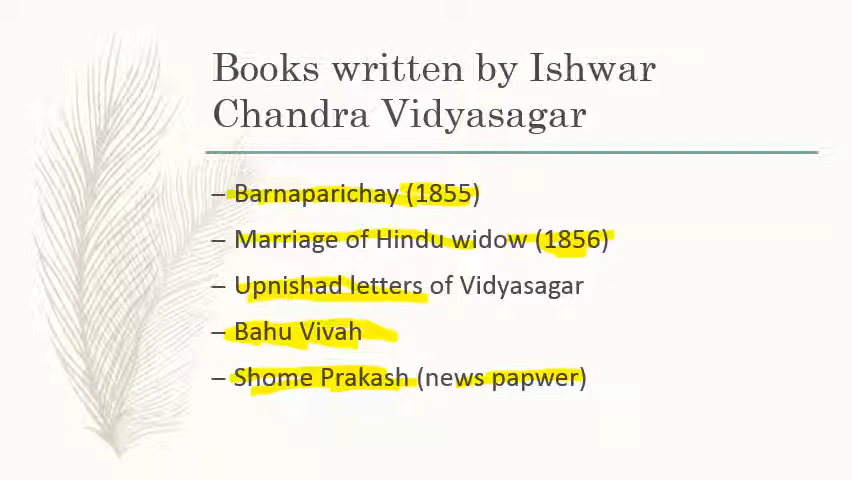 Books written by Ishwar
Chandra Vidyasagar
– Barnaparichay (1855)
– Marriage of Hindu widow (1856)
– Upnishad letters of Vidyasagar
– Bahu Vivah
– Shome Prakash (news papwer)